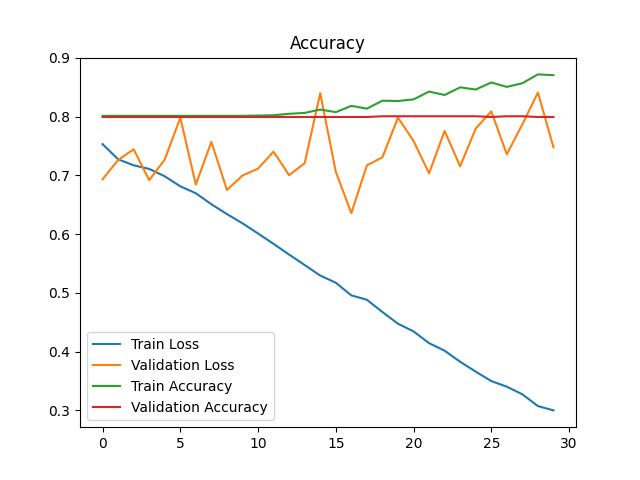 Accuracy
0.9
0.8
0.7
0.6
0.5
0.4
0.3
Train Loss
Validation Loss
Train Accuracy
Validation Accuracy
0 5 10 15 20 25 30